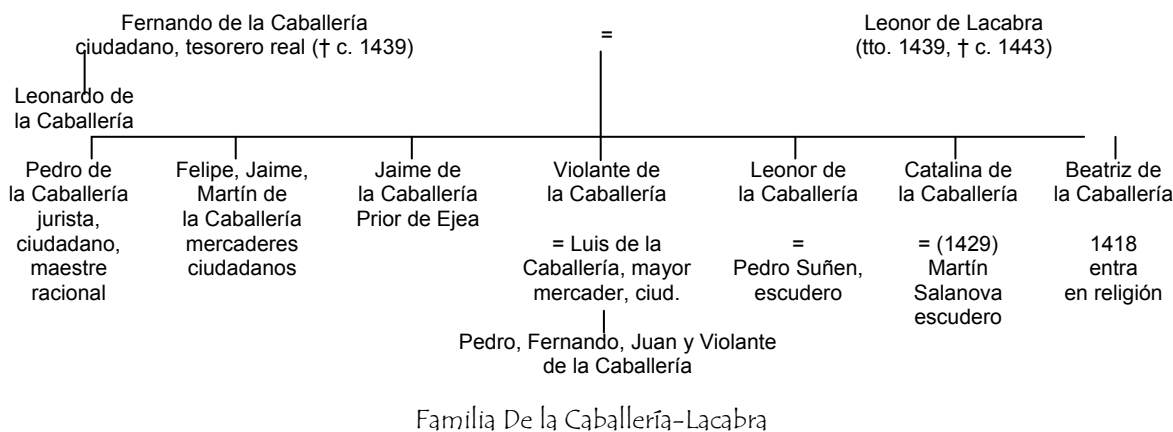 Fernando de la Caballería
ciudadano, tesorero real († c. 1439)
=
Leonor de Lacabra
(tto. 1439, † c. 1443)
Leonardo de
la Caballería
Pedro de
la Caballería
jurista,
ciudadano,
maestre
racional
Felipe, Jaime,
Martín de
la Caballería
mercaderes
ciudadanos
Jaime de
la Caballería
Prior de Ejea
Violante de
la Caballería
= Luis de la
Caballería, mayor
mercader, ciud.
Leonor de
la Caballería
=
Pedro Suñen,
escudero
Catalina de
la Caballería
= (1429)
Martín
Salanova
escudero
Beatriz de
la Caballería
1418
entra
en religión
Pedro, Fernando, Juan y Violante
de la Caballería
Familia De la Caballería-Lacabra